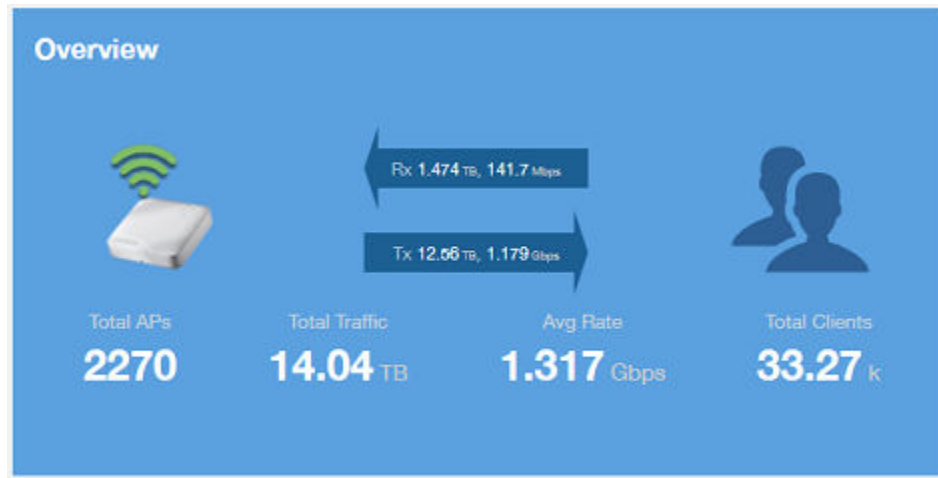 Overview
Rx 1.474 TB, 141.7 Mbps
Tx 12.56 TB, 1.179 Gbps
Total APs
2270
Total Traffic
14.04 TB
Avg Rate
1.317 Gbps
Total Clients
33.27 k